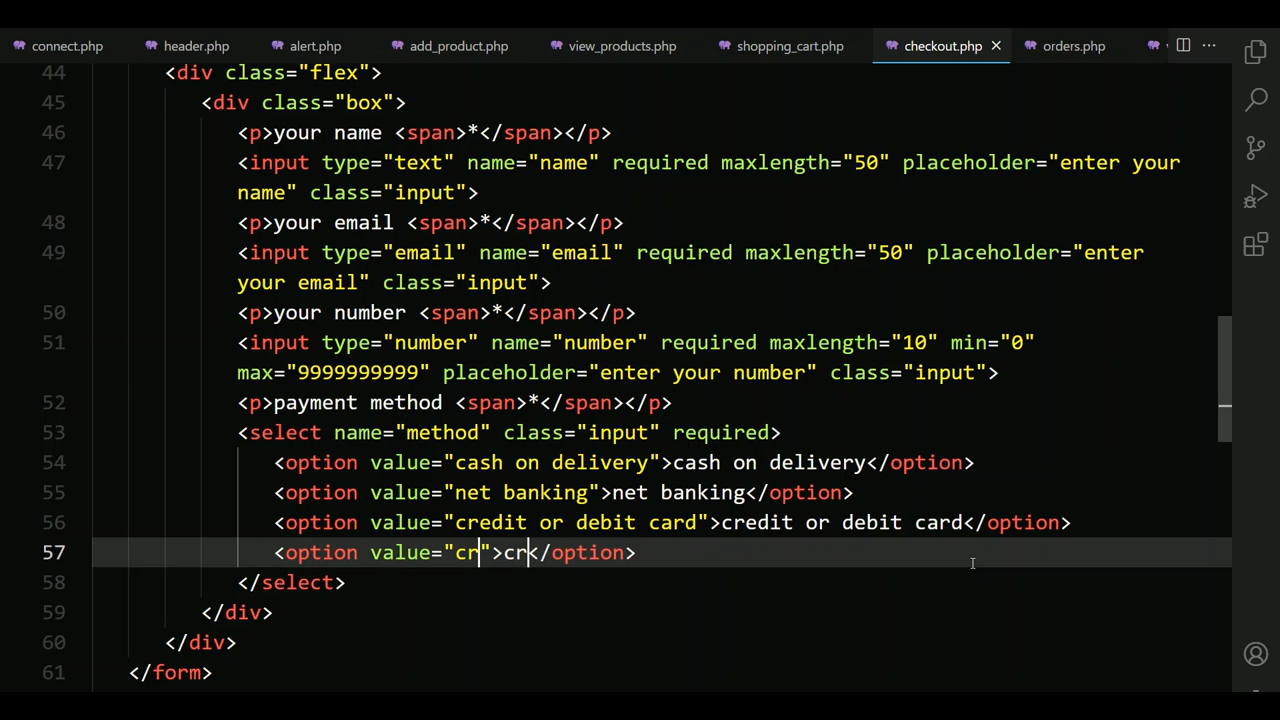 connect.php header.php alert.php add_product.php view_products.php shopping_cart.php checkout.php orders.php
44 <div class="flex">
45 <div class="box">
46 <p>your name <span>*</span></p>
47 <input type="text" name="name" required maxlength="50" placeholder="enter your
name" class="input">
48 <p>your email <span>*</span></p>
49 <input type="email" name="email" required maxlength="50" placeholder="enter
your email" class="input">
50 <p>your number <span>*</span></p>
51 <input type="number" name="number" required maxlength="10" min="0"
max="9999999999" placeholder="enter your number" class="input">
52 <p>payment method <span>*</span></p>
53 <select name="method" class="input" required>
54 <option value="cash on delivery">cash on delivery</option>
55 <option value="net banking">net banking</option>
56 <option value="credit or debit card">credit or debit card</option>
57 <option value="cr">cr</option>
58 </select>
59 </div>
60 </div>
61 </form>